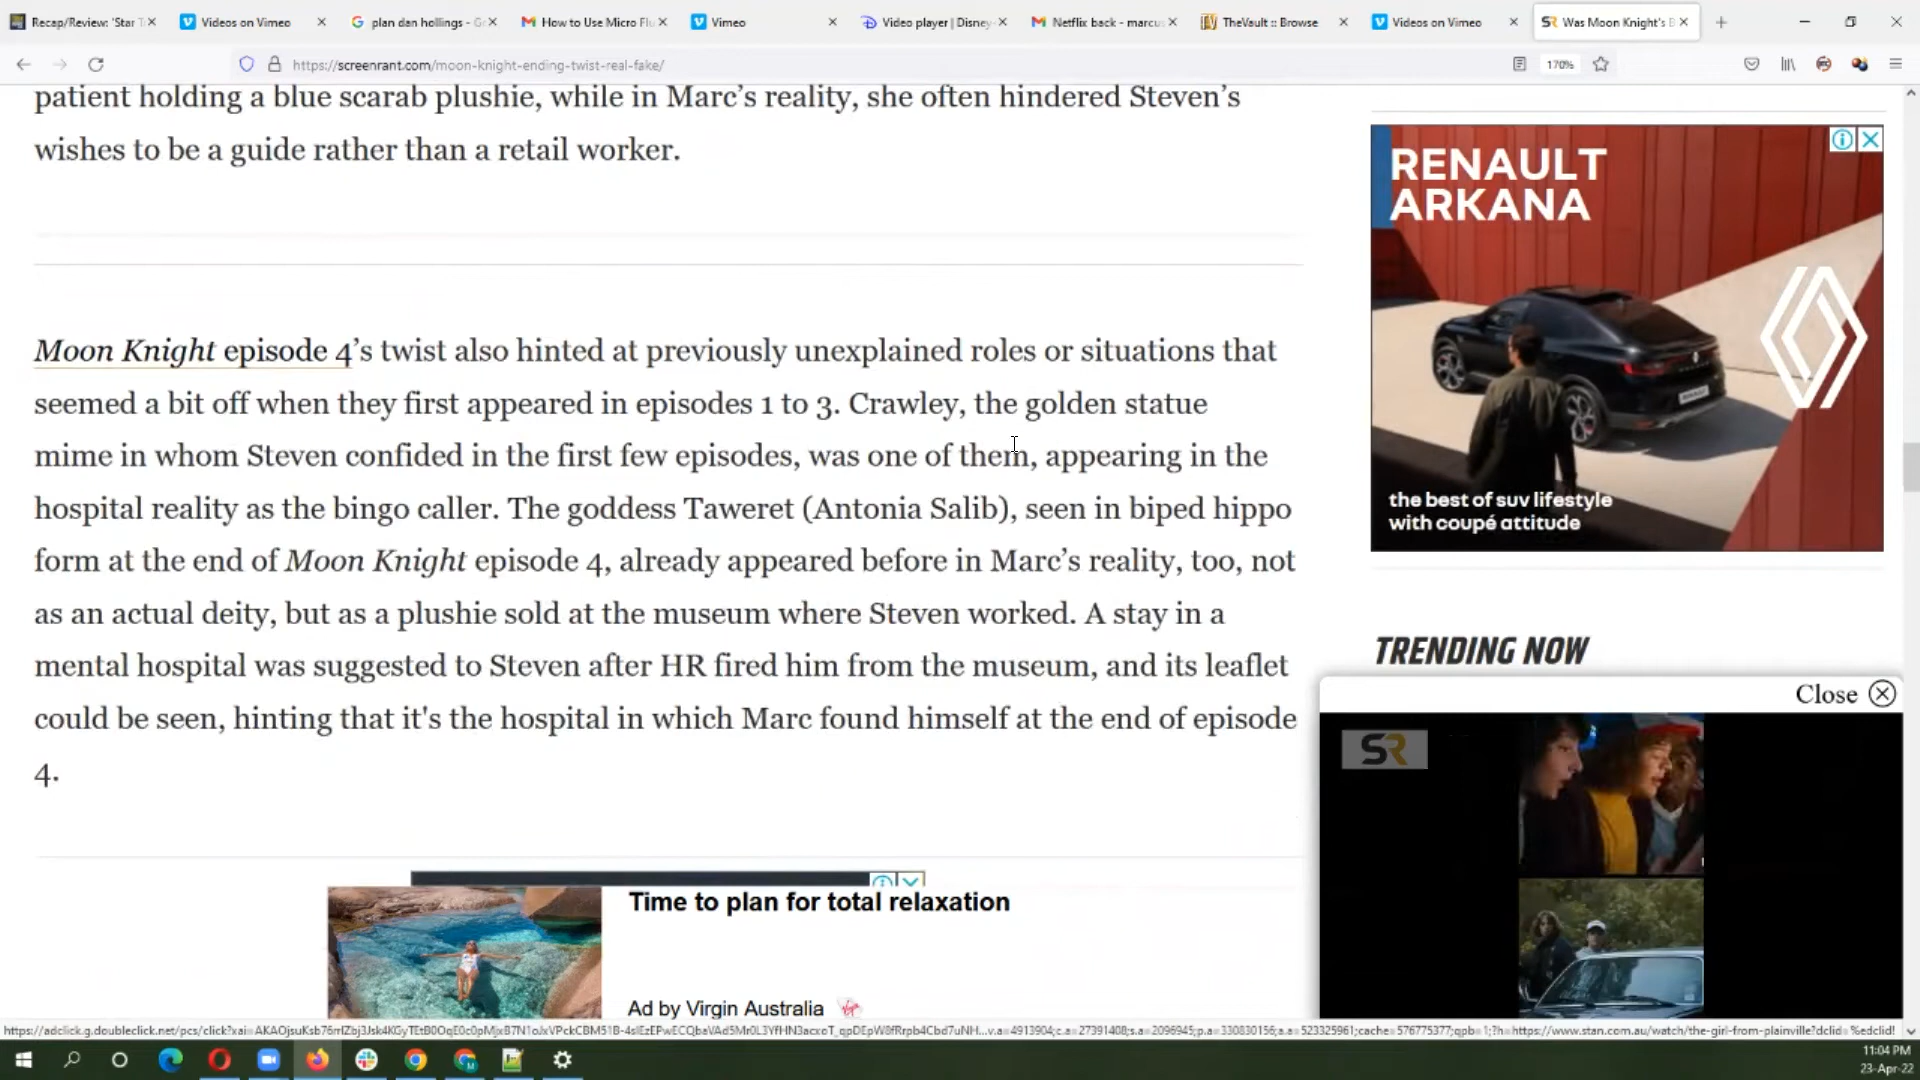 Recap/Review: 'Star T
Videos on Vimeo
plan dan hollings - G
How to Use Micro Flu
Vimeo
Video player | Disney+
Netflix back - marcus
TheVault :: Browse
Videos on Vimeo
Was Moon Knight's E
https://screenrant.com/moon-knight-ending-twist-real-fake/
170%
patient holding a blue scarab plushie, while in Marc’s reality, she often hindered Steven’s
wishes to be a guide rather than a retail worker.
Moon Knight episode 4’s twist also hinted at previously unexplained roles or situations that
seemed a bit off when they first appeared in episodes 1 to 3. Crawley, the golden statue
mime in whom Steven confided in the first few episodes, was one of them, appearing in the
hospital reality as the bingo caller. The goddess Taweret (Antonia Salib), seen in biped hippo
form at the end of Moon Knight episode 4, already appeared before in Marc’s reality, too, not
as an actual deity, but as a plushie sold at the museum where Steven worked. A stay in a
mental hospital was suggested to Steven after HR fired him from the museum, and its leaflet
could be seen, hinting that it's the hospital in which Marc found himself at the end of episode
4.
RENAULT
ARKANA
the best of suv lifestyle
with coupé attitude
TRENDING NOW
Close
SR
Time to plan for total relaxation
Ad by Virgin Australia
11:04 PM
23-Apr-22